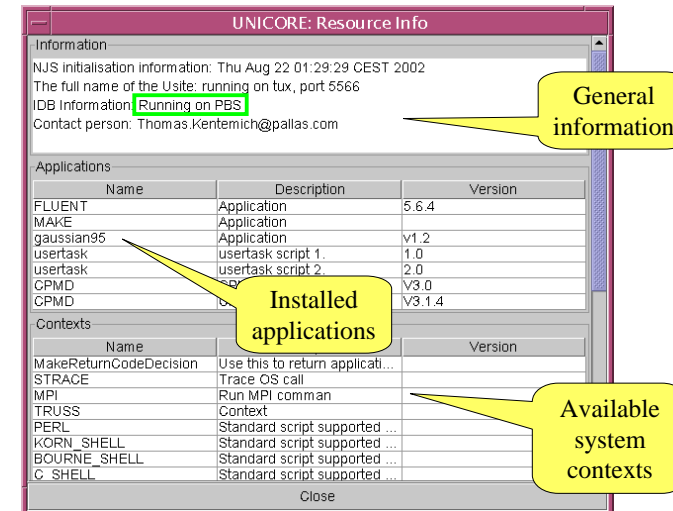 UNICORE: Resource Info
Information
NJS initialisation information: Thu Aug 22 01:29:29 CEST 2002
The full name of the Usite: running on tux, port 5566
IDB Information: Running on PBS
Contact person: Thomas.Kentemich@pallas.com
General
information
Applications
Name Description Version
FLUENT Application 5.6.4
MAKE Application
gaussian95 Application v1.2
usertask usertask script 1. 1.0
usertask usertask script 2. 2.0
CPMD V3.0
CPMD V3.1.4
Installed
applications
Contexts
Name Version
MakeReturnCodeDecision Use this to return applicati...
STRACE Trace OS call
MPI Run MPI comman
TRUSS Context
PERL Standard script supported ...
KORN_SHELL Standard script supported ...
BOURNE_SHELL Standard script supported ...
C SHELL Standard script supported ...
Available
system
contexts
Close